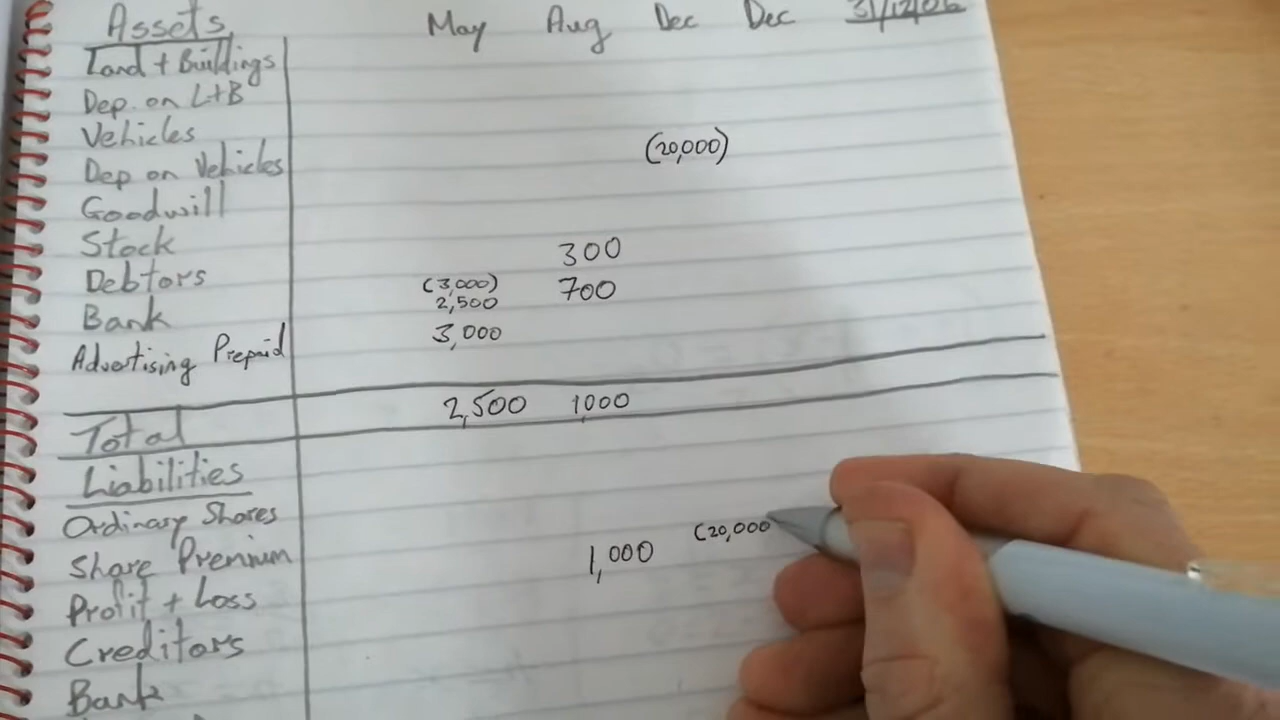 Assets May Aug Dec Dec 31/12/06
Land + Buildings
Dep. on L+B
Vehicles (20,000)
Dep on Vehicles
Goodwill
Stock 300
Debtors (3,000) 700
2,500
Bank 3,000
Advertising Prepaid
Total 2,500 1,000
Liabilities
Ordinary Shares
Share Premium 1,000 (20,000
Profit + Loss
Creditors
Bank